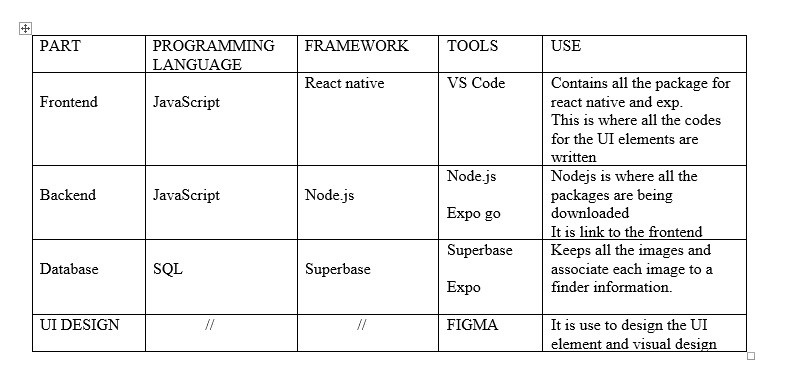 PART PROGRAMMING LANGUAGE FRAMEWORK TOOLS USE
Frontend JavaScript React native VS Code Contains all the package for
react native and exp.
This is where all the codes
for the UI elements are
written
Backend JavaScript Node.js Node.js Nodejs is where all the
packages are being
Expo go downloaded
It is link to the frontend
Database SQL Superbase Superbase Keeps all the images and
associate each image to a
Expo finder information.
UI DESIGN // // FIGMA It is use to design the UI
element and visual design